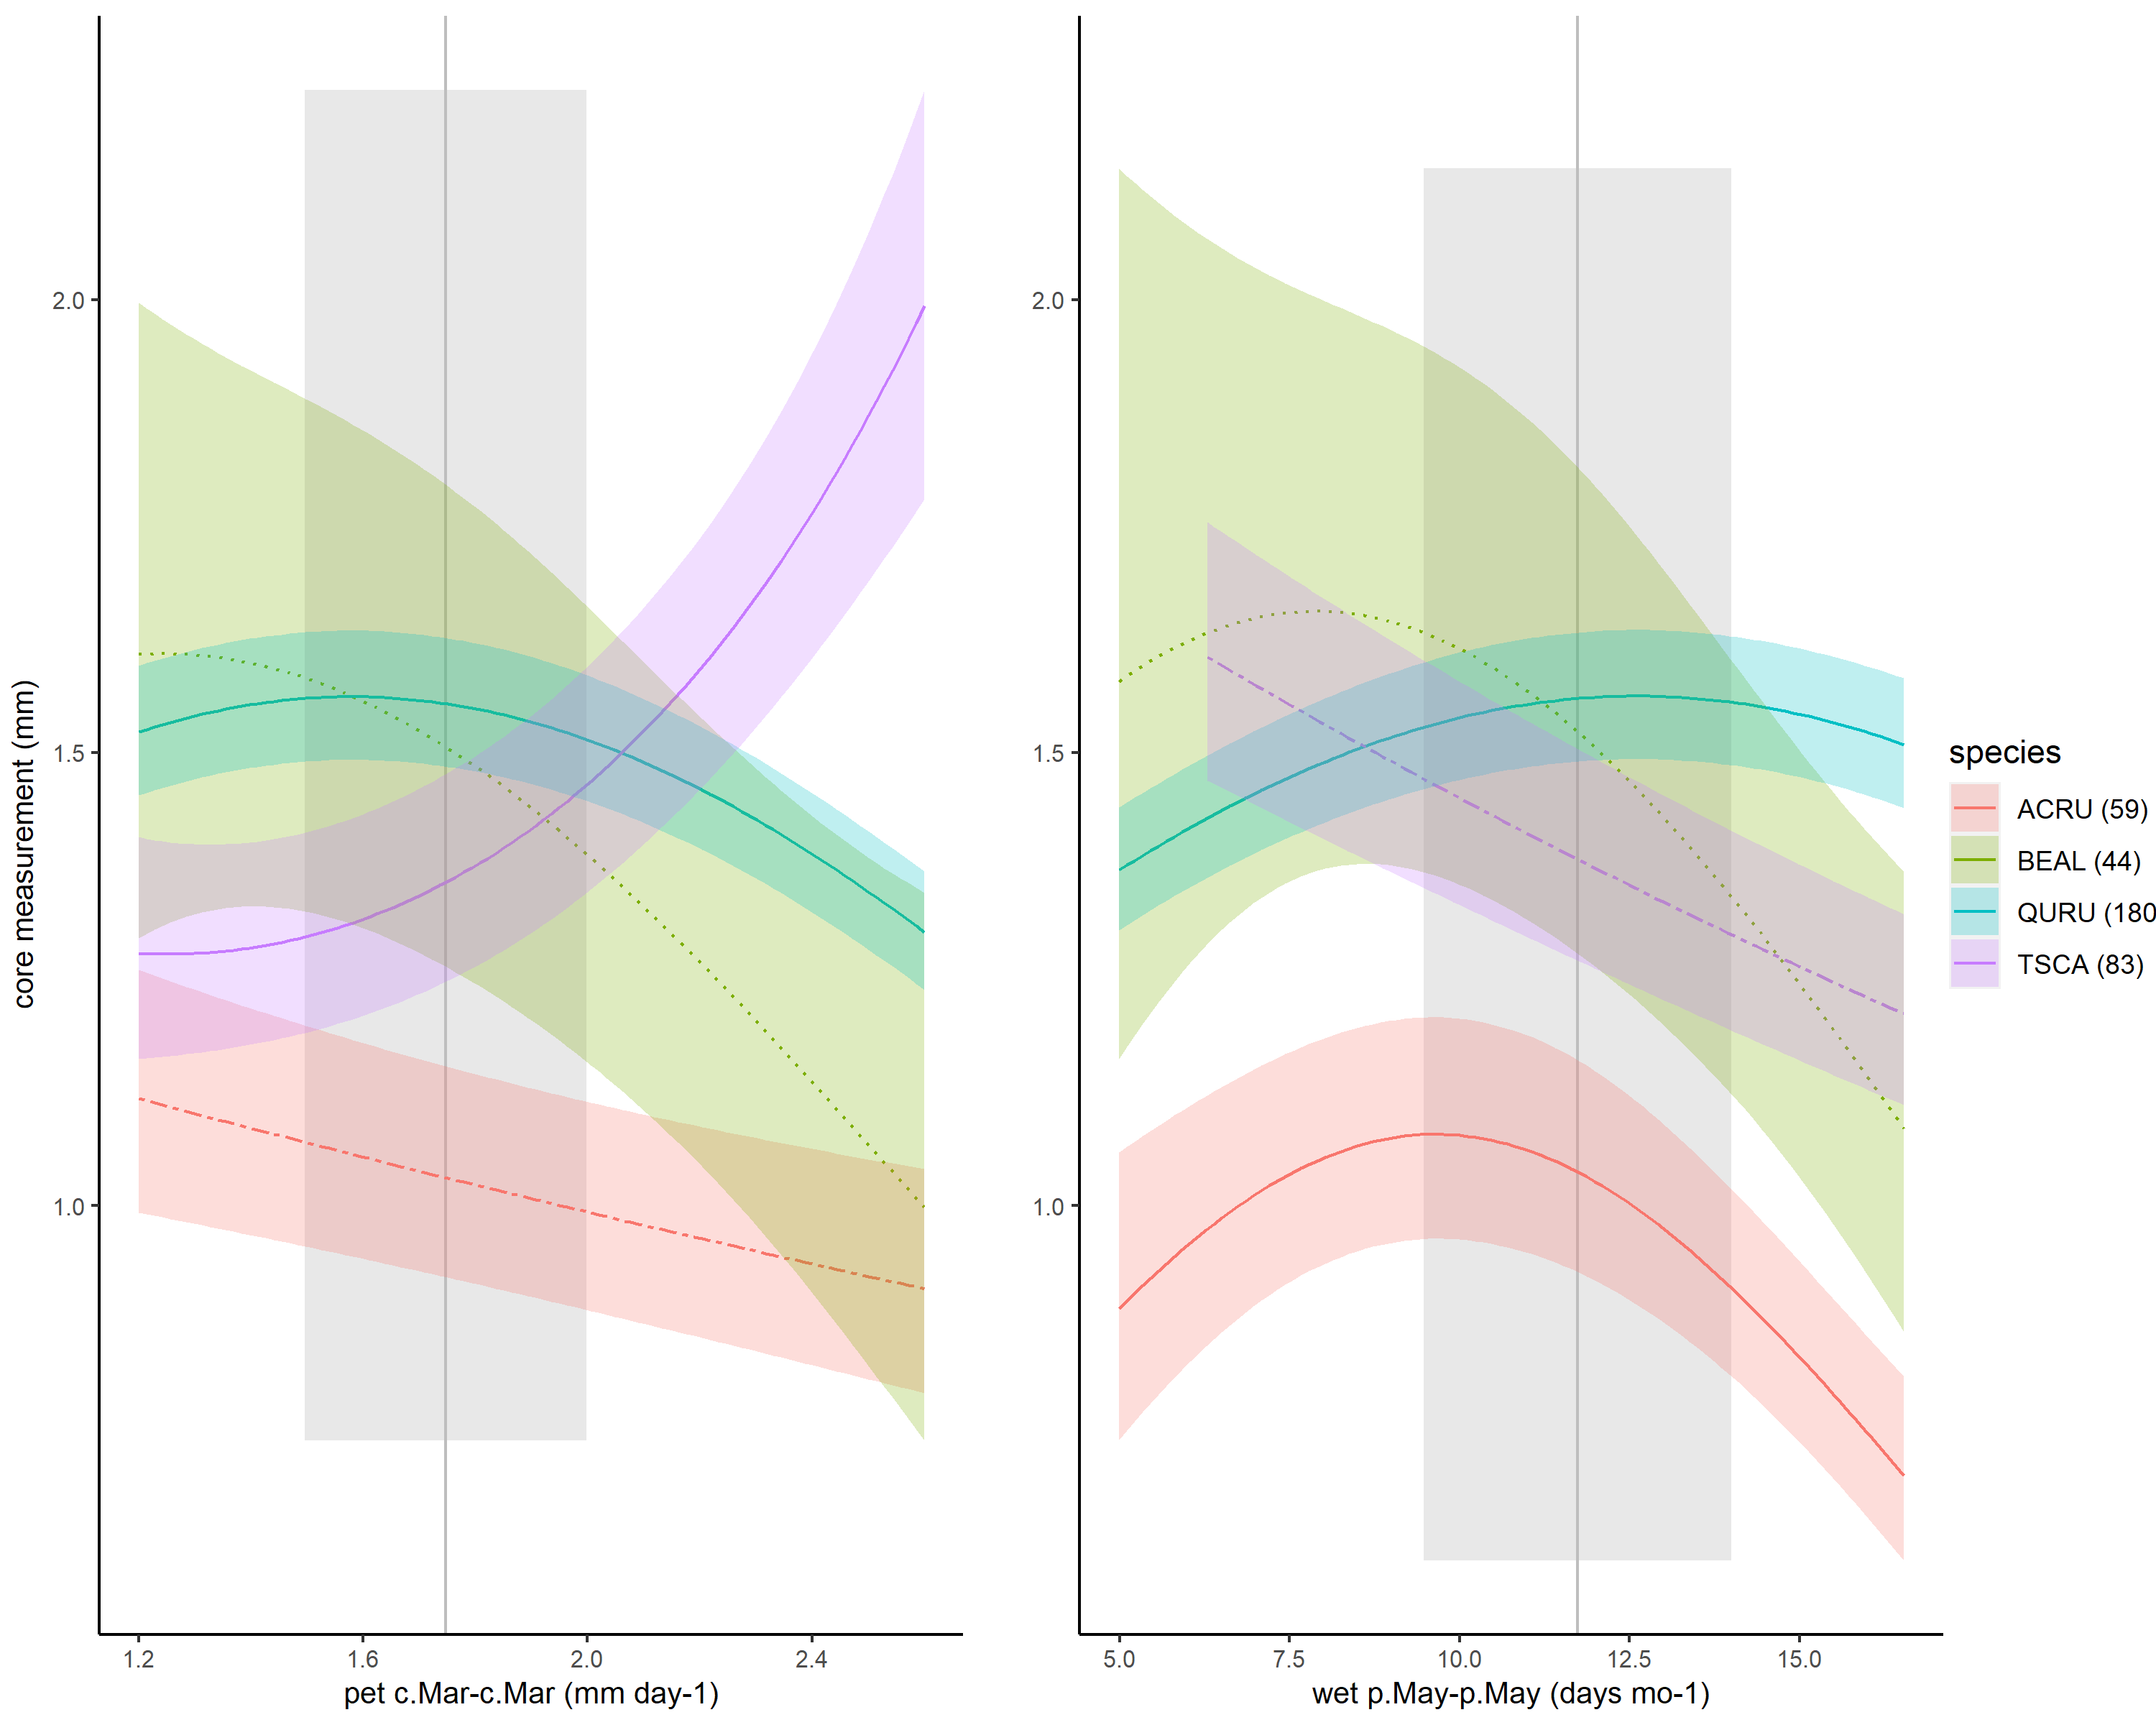 core measurement (mm)
2.0
1.5
1.0
1.2 1.6 2.0 2.4
pet c.Mar-c.Mar (mm day-1)
2.0
1.5
1.0
5.0 7.5 10.0 12.5 15.0
wet p.May-p.May (days mo-1)
species
ACRU (59)
BEAL (44)
QURU (180
TSCA (83)